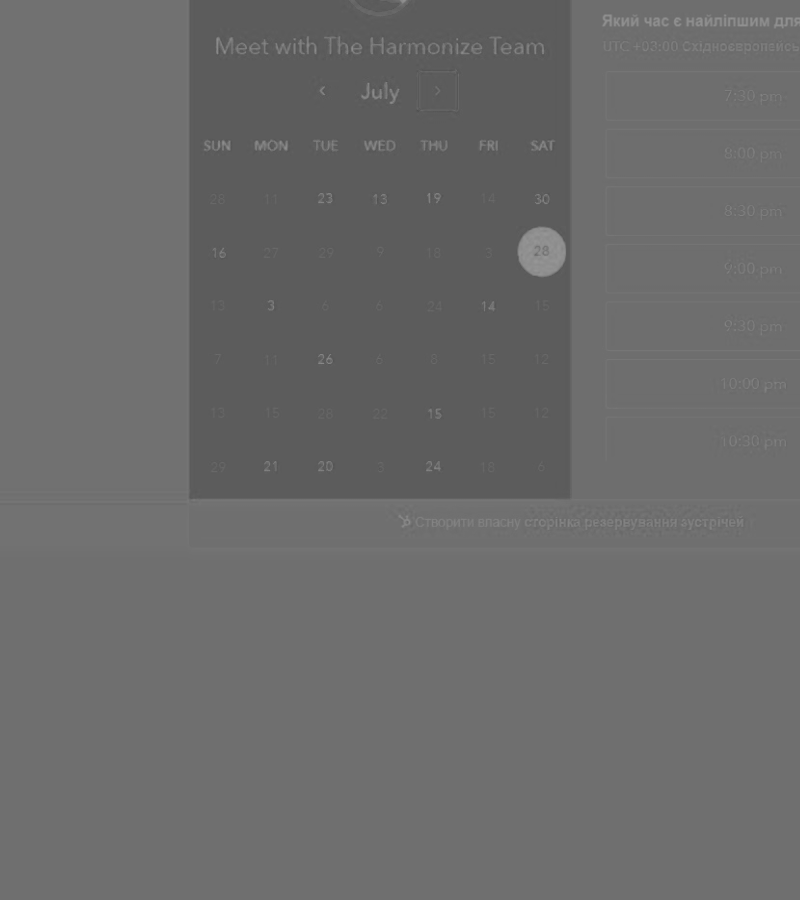 Meet with The Harmonize Team
‹ July ›
SUN MON TUE WED THU FRI SAT
28 11 23 13 19 14 30
16 27 29 9 18 3 28
13 3 6 6 24 14 15
7 11 26 6 8 15 12
13 15 28 22 15 15 12
29 21 20 3 24 18 6
Який час є найліпшим для
UTC +03:00 Східноєвропейсь
7:30 pm
8:00 pm
8:30 pm
9:00 pm
9:30 pm
10:00 pm
10:30 pm
Створити власну сторінка резервування зустрічей